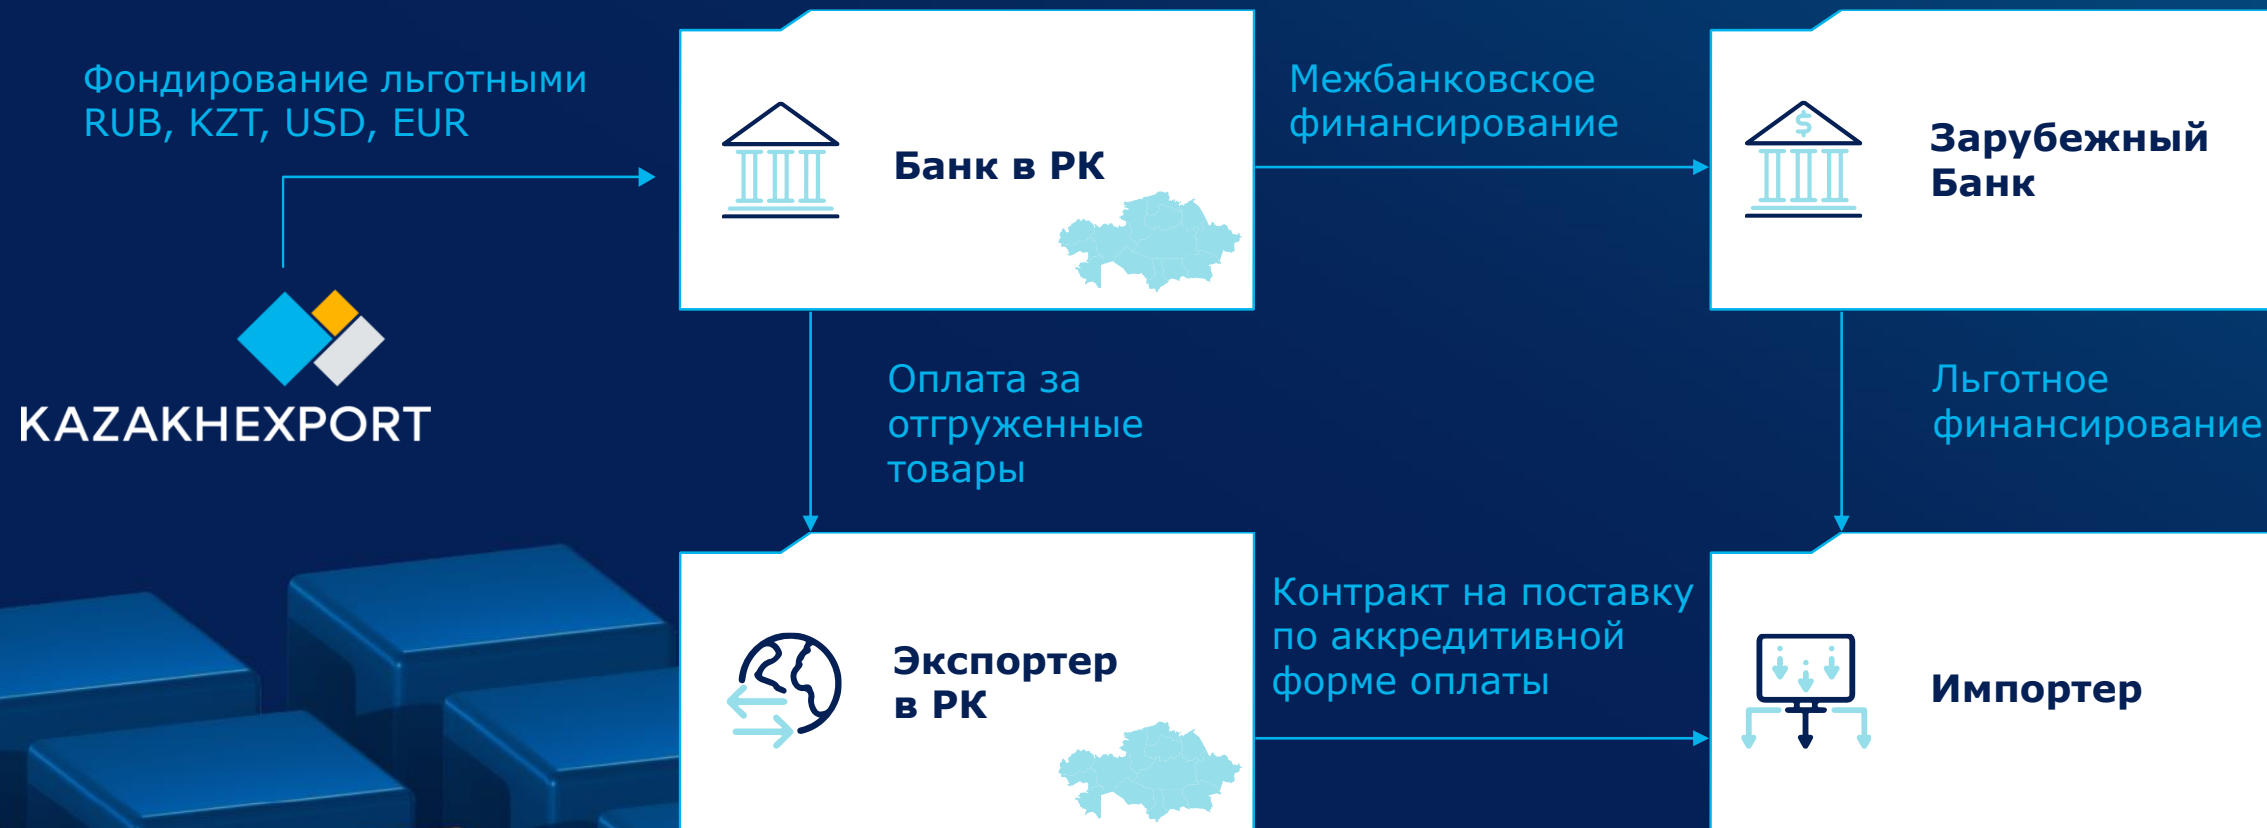 Фондирование льготными
RUB, KZT, USD, EUR
KAZAKHEXPORT
Банк в РК
Межбанковское
финансирование
$
Зарубежный
Банк
Оплата за
отгруженные
товары
Льготное
финансирование
Экспортер
в РК
Контракт на поставку
по аккредитивной
форме оплаты
Импортер